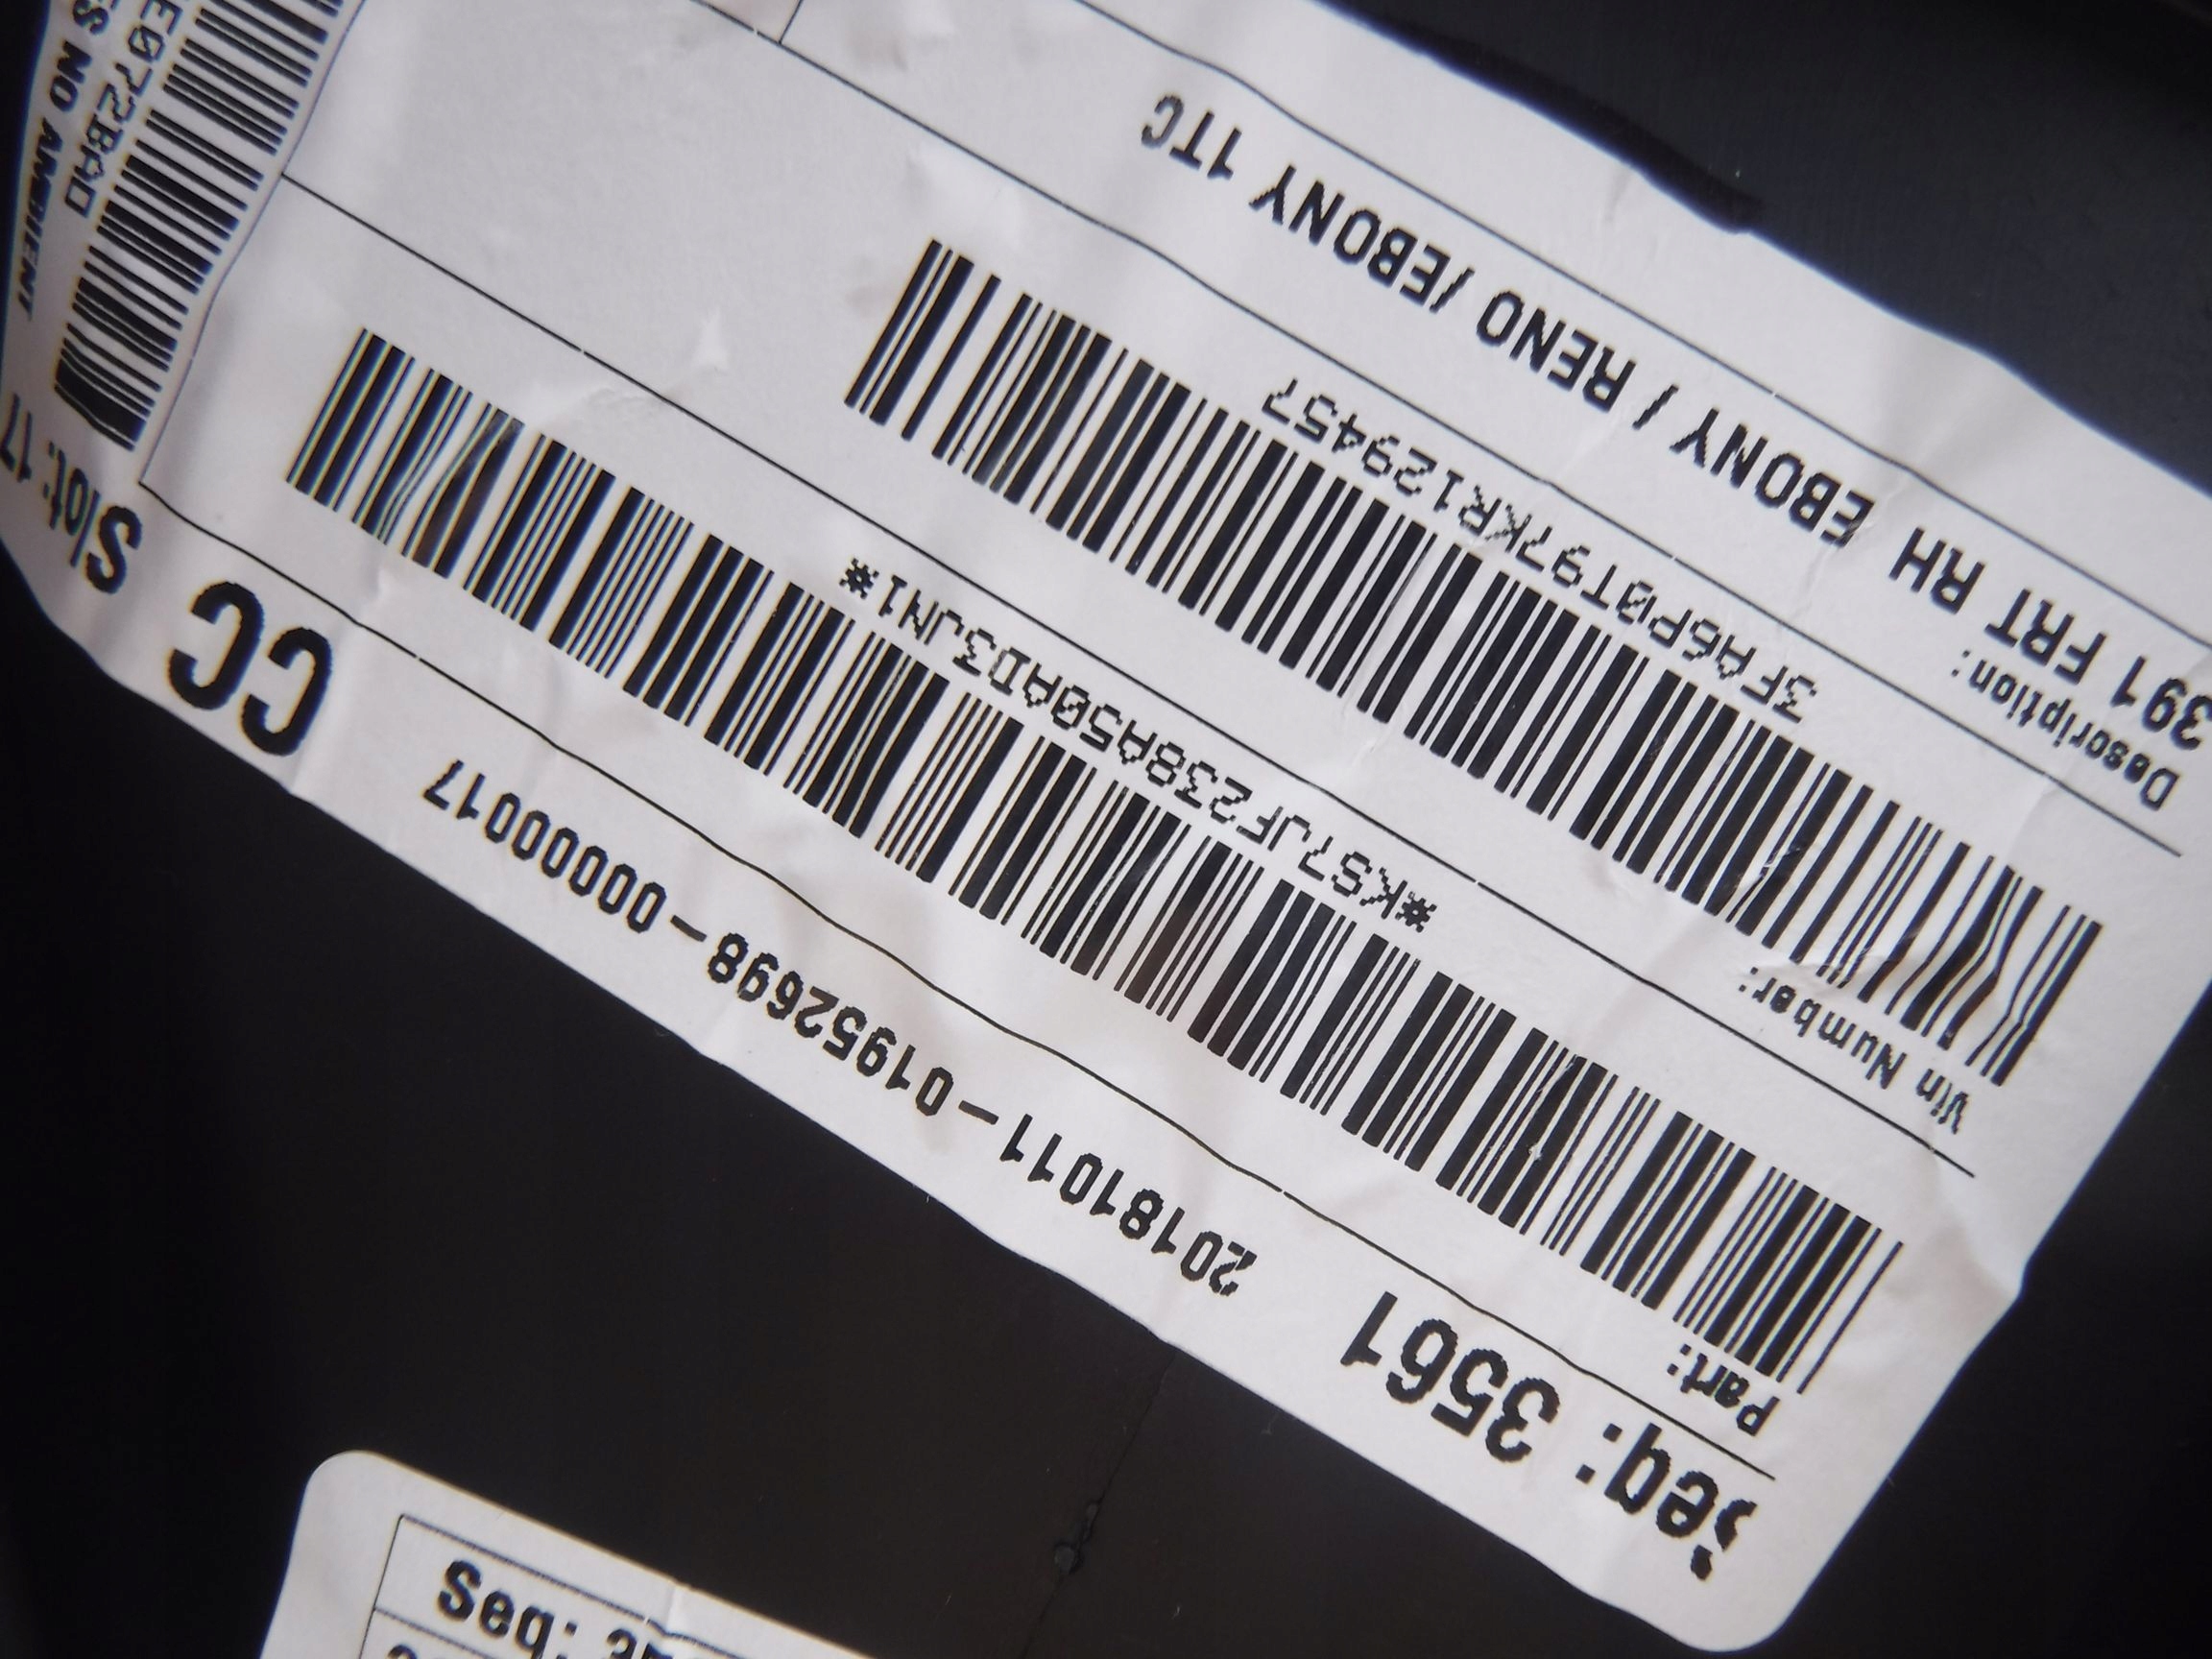 Seq: 3561 20181011-019526698-00000017 CC Slot: 17
Part:
*KS7JF238A50AD3JN1*
Vin Number:
3FA6P0T97KR129457
Description:
391 FRT RH EBONY / RENO /EBONY 1TC
E072BAD
NO AMBIENT
Seq: